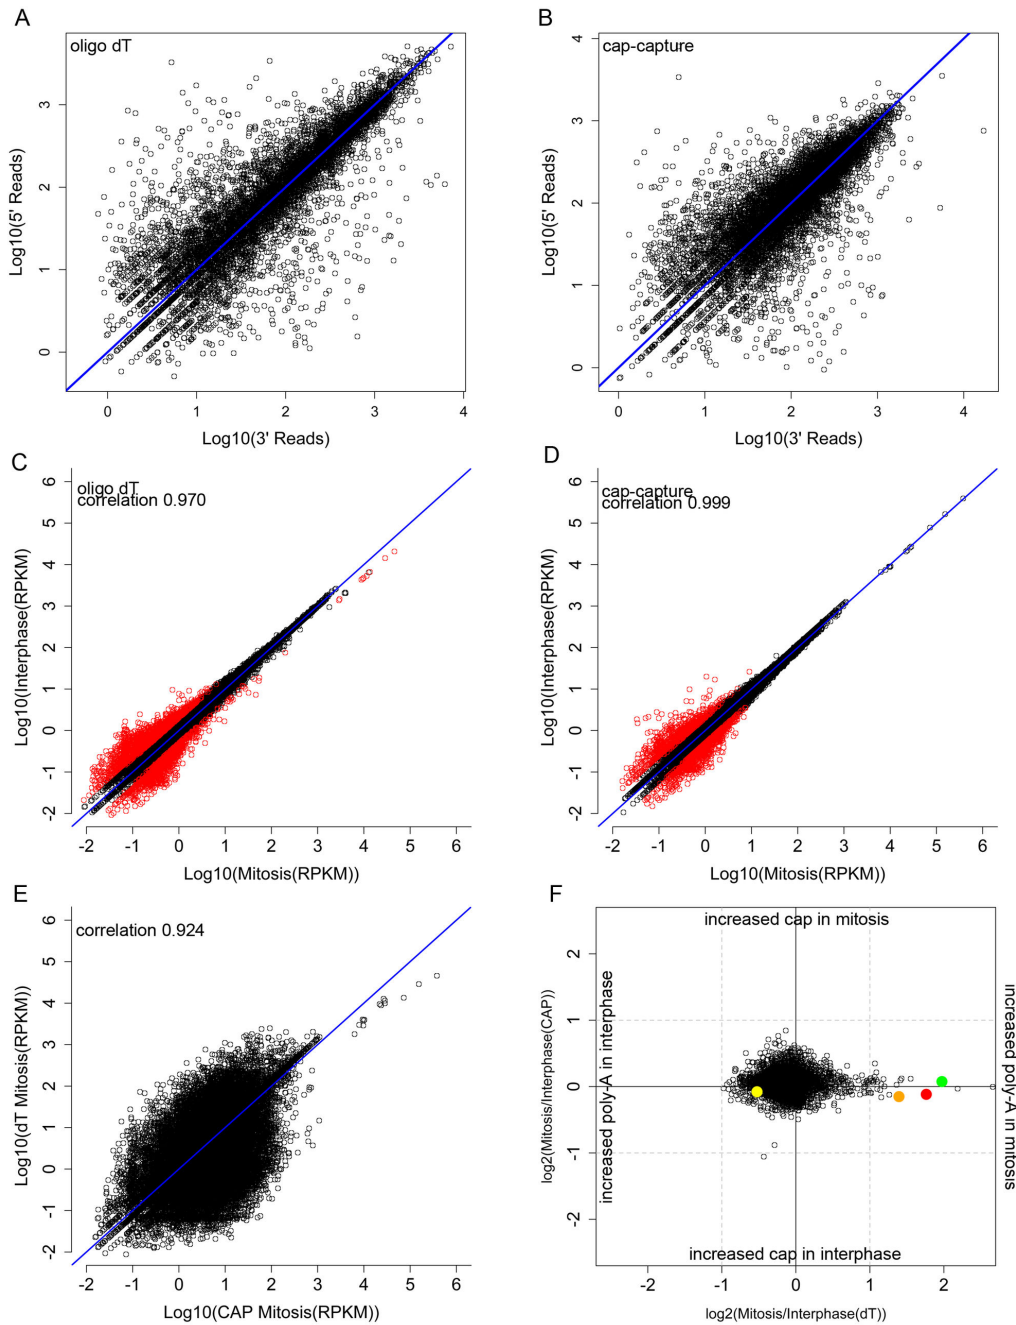 A
oligo dT
Log10(5' Reads)
3
2
1
0
0 1 2 3 4
Log10(3' Reads)
B
cap-capture
Log10(5' Reads)
4
3
2
1
0
0 1 2 3 4
Log10(3' Reads)
C
oligo dT
correlation 0.970
Log10(Interphase(RPKM)
6
5
4
3
2
1
0
-1
-2
-2 -1 0 1 2 3 4 5 6
Log10(Mitosis(RPKM))
D
cap-capture
correlation 0.999
Log10(Interphase(RPKM)
6
5
4
3
2
1
0
-1
-2
-2 -1 0 1 2 3 4 5 6
Log10(Mitosis(RPKM))
E
correlation 0.924
Log10(dT Mitosis(RPKM))
6
5
4
3
2
1
0
-1
-2
-2 -1 0 1 2 3 4 5 6
Log10(CAP Mitosis(RPKM))
F
increased cap in mitosis
log2(Mitosis/Interphase(CAP))
2
1
0
-1
-2
increased poly-A in interphase
increased poly-A in mitosis
increased cap in interphase
-2 -1 0 1 2
log2(Mitosis/Interphase(dT))